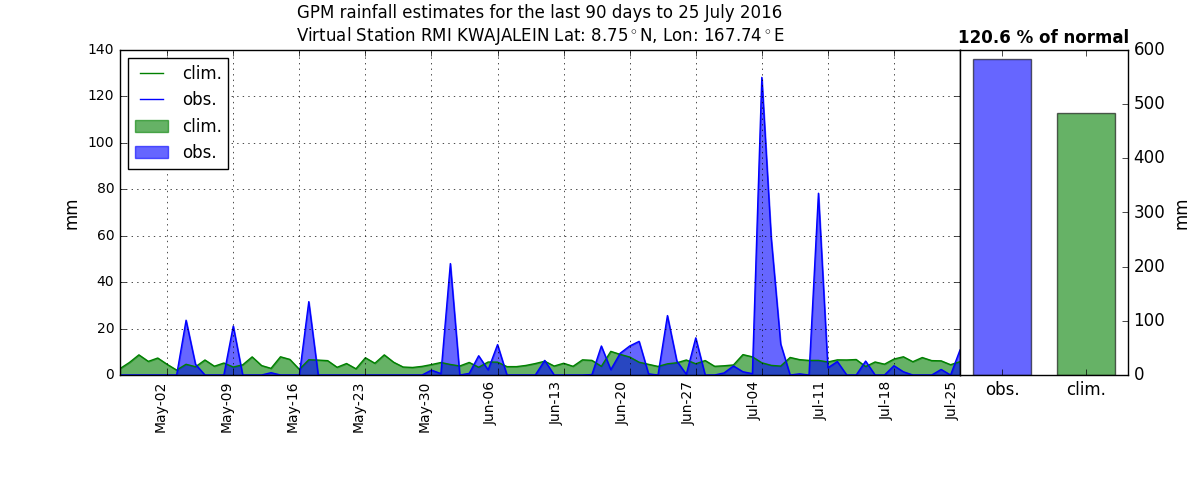 GPM rainfall estimates for the last 90 days to 25 July 2016
Virtual Station RMI KWAJALEIN Lat: 8.75°N, Lon: 167.74°E
120.6 % of normal
140
120
100
80
60
40
20
0
mm
clim.
obs.
clim.
obs.
May-02
May-09
May-16
May-23
May-30
Jun-06
Jun-13
Jun-20
Jun-27
Jul-04
Jul-11
Jul-18
Jul-25
600
500
400
300
200
100
0
mm
obs.
clim.